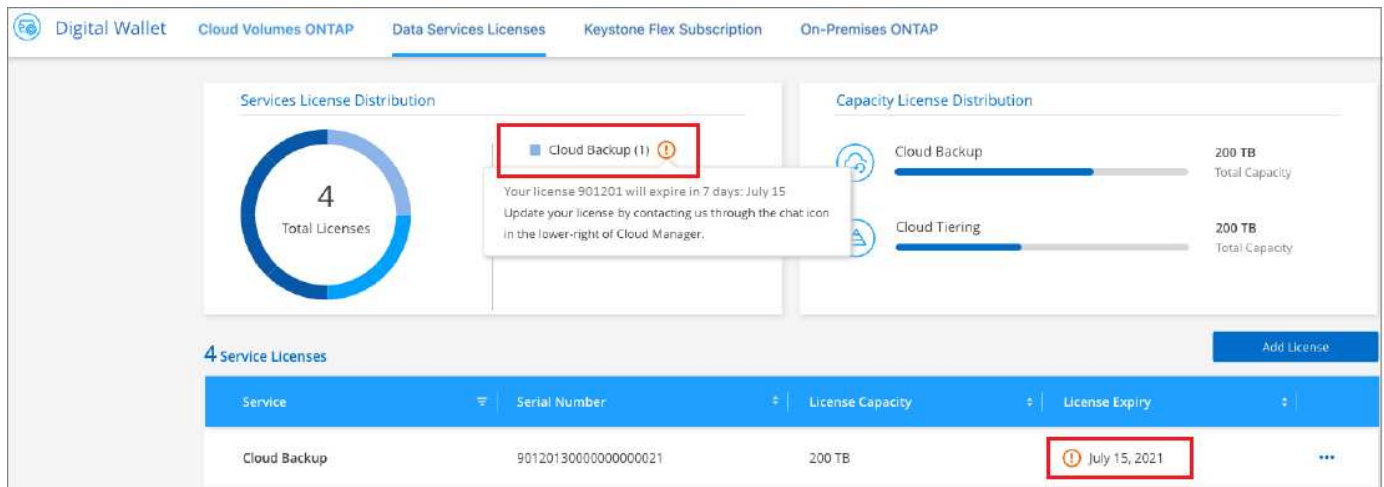 Digital Wallet
Cloud Volumes ONTAP
Data Services Licenses
Keystone Flex Subscription
On-Premises ONTAP
Services License Distribution
4
Total Licenses
Cloud Backup (1)
Your license 901201 will expire in 7 days: July 15
Update your license by contacting us through the chat icon
in the lower-right of Cloud Manager.
Capacity License Distribution
Cloud Backup
200 TB
Total Capacity
Cloud Tiering
200 TB
Total Capacity
4 Service Licenses
Add License
Service
Serial Number
License Capacity
License Expiry
Cloud Backup
90120130000000000021
200 TB
July 15, 2021